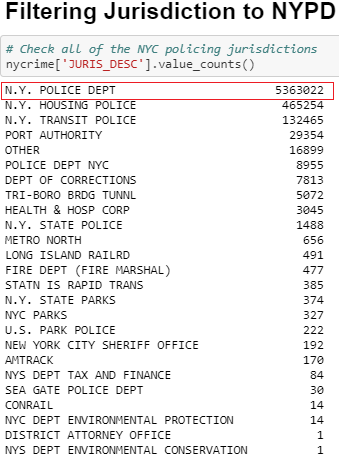 Filtering Jurisdiction to NYPD
# Check all of the NYC policing jurisdictions
nycrime['JURIS_DESC'].value_counts()
N.Y. POLICE DEPT 5363022
N.Y. HOUSING POLICE 465254
N.Y. TRANSIT POLICE 132465
PORT AUTHORITY 29354
OTHER 16899
POLICE DEPT NYC 8955
DEPT OF CORRECTIONS 7813
TRI-BORO BRDG TUNNL 5072
HEALTH & HOSP CORP 3045
N.Y. STATE POLICE 1488
METRO NORTH 656
LONG ISLAND RAILRD 491
FIRE DEPT (FIRE MARSHAL) 477
STATN IS RAPID TRANS 385
N.Y. STATE PARKS 374
NYC PARKS 327
U.S. PARK POLICE 222
NEW YORK CITY SHERIFF OFFICE 192
AMTRACK 170
NYS DEPT TAX AND FINANCE 84
SEA GATE POLICE DEPT 30
CONRAIL 14
NYC DEPT ENVIRONMENTAL PROTECTION 14
DISTRICT ATTORNEY OFFICE 1
NYS DEPT ENVIRONMENTAL CONSERVATION 1